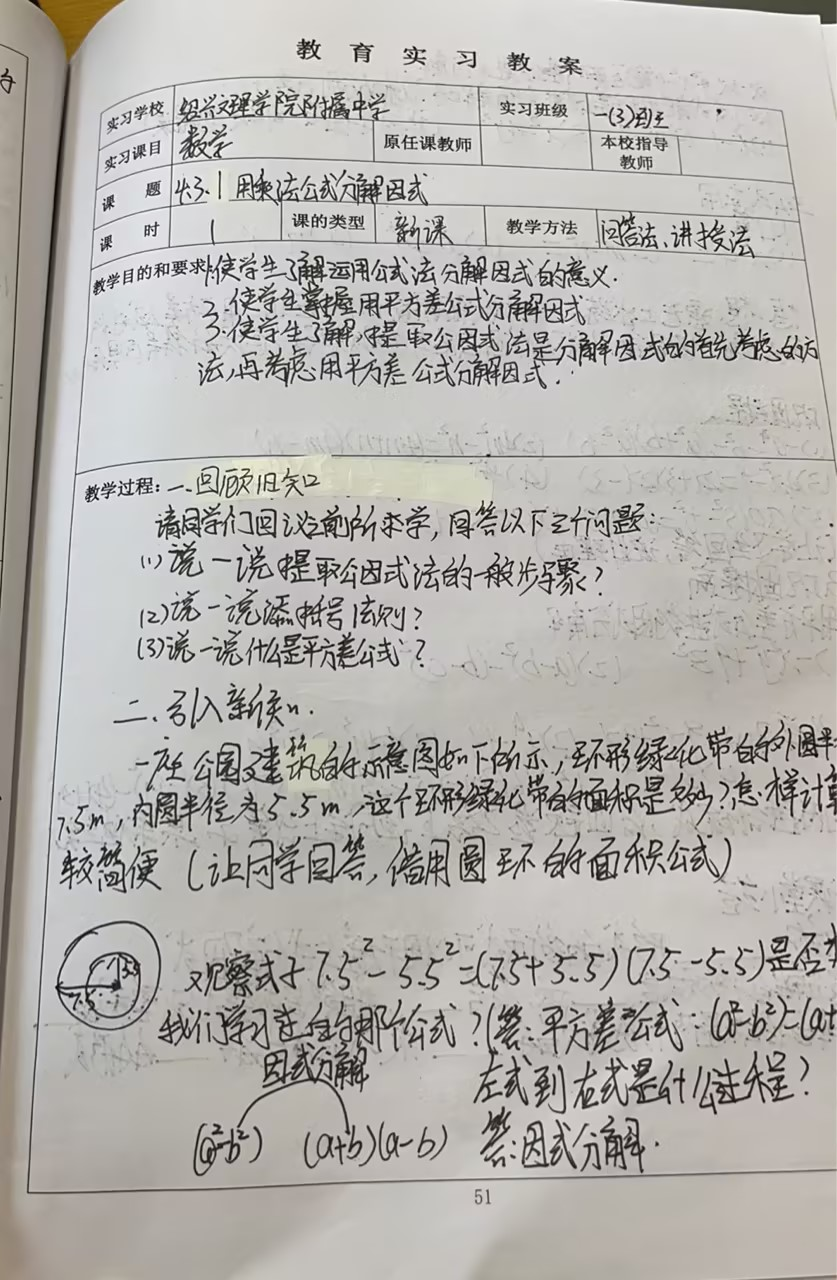 教育实习教案
实习学校 绍兴文理学院附属中学 实习班级 一(3)班
实习课目 数学 原任课教师 本校指导教师
课题 4.3.1 用乘法公式分解因式
课时 1 课的类型 新课 教学方法 问答法、讲授法
教学目的和要求 1.使学生了解运用公式法分解因式的意义.
2.使学生掌握用平方差公式分解因式
3.使学生了解,提取公因式法是分解因式的首先考虑的方
法,再考虑用平方差公式分解因式.
教学过程: 一、回顾旧知
请同学们回议之前所求学,回答以下三个问题:
(1)说一说提取公因式法的一般步骤?
(2)说一说添括号法则?
(3)说一说什么是平方差公式?
二、引入新课
一座公园建筑的示意图如下所示,环形绿化带的外圆半
7.5m,内圆半径为5.5m,这个环形绿化带的面积是多少?怎样计算
较简便(让同学回答,借用圆环的面积公式)
5.5
7.5
观察式子7.5²-5.5²=(7.5+5.5)(7.5-5.5)是否
我们学习过的那个公式?(答:平方差公式:(a²-b²)=(a+
因式分解
左式到右式是什么过程?
(a²-b²) (a+b)(a-b) 答:因式分解.
51